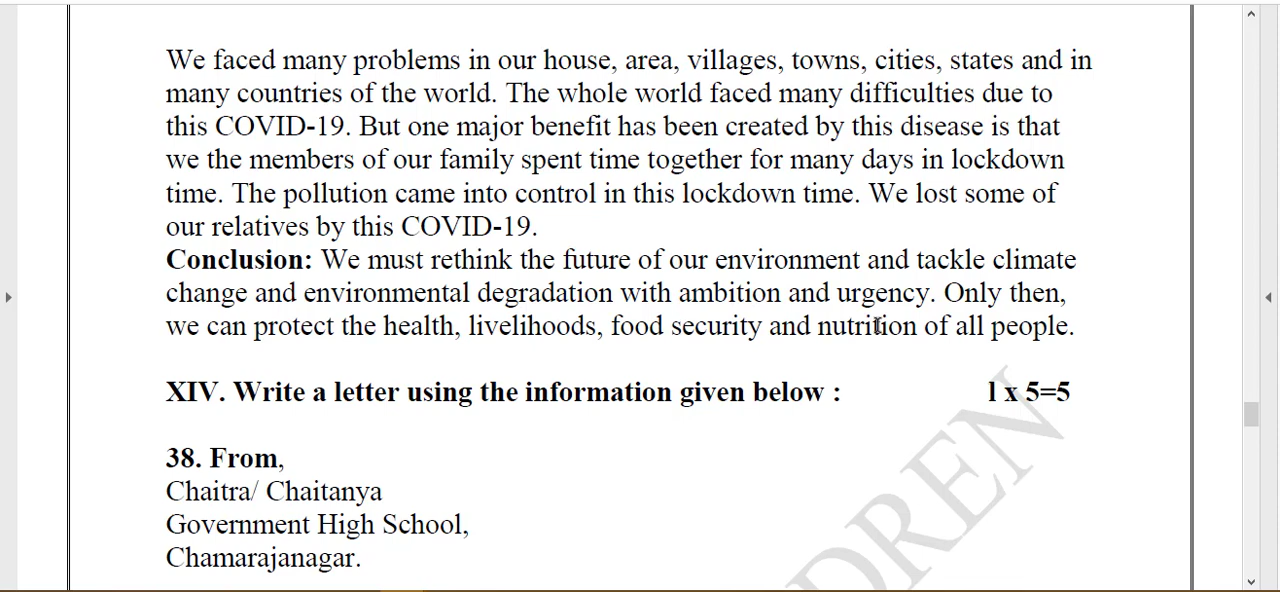 We faced many problems in our house, area, villages, towns, cities, states and in
many countries of the world. The whole world faced many difficulties due to
this COVID-19. But one major benefit has been created by this disease is that
we the members of our family spent time together for many days in lockdown
time. The pollution came into control in this lockdown time. We lost some of
our relatives by this COVID-19.
Conclusion: We must rethink the future of our environment and tackle climate
change and environmental degradation with ambition and urgency. Only then,
we can protect the health, livelihoods, food security and nutrition of all people.
XIV. Write a letter using the information given below : l x 5=5
38. From,
Chaitra/ Chaitanya
Government High School,
Chamarajanagar.
DREN